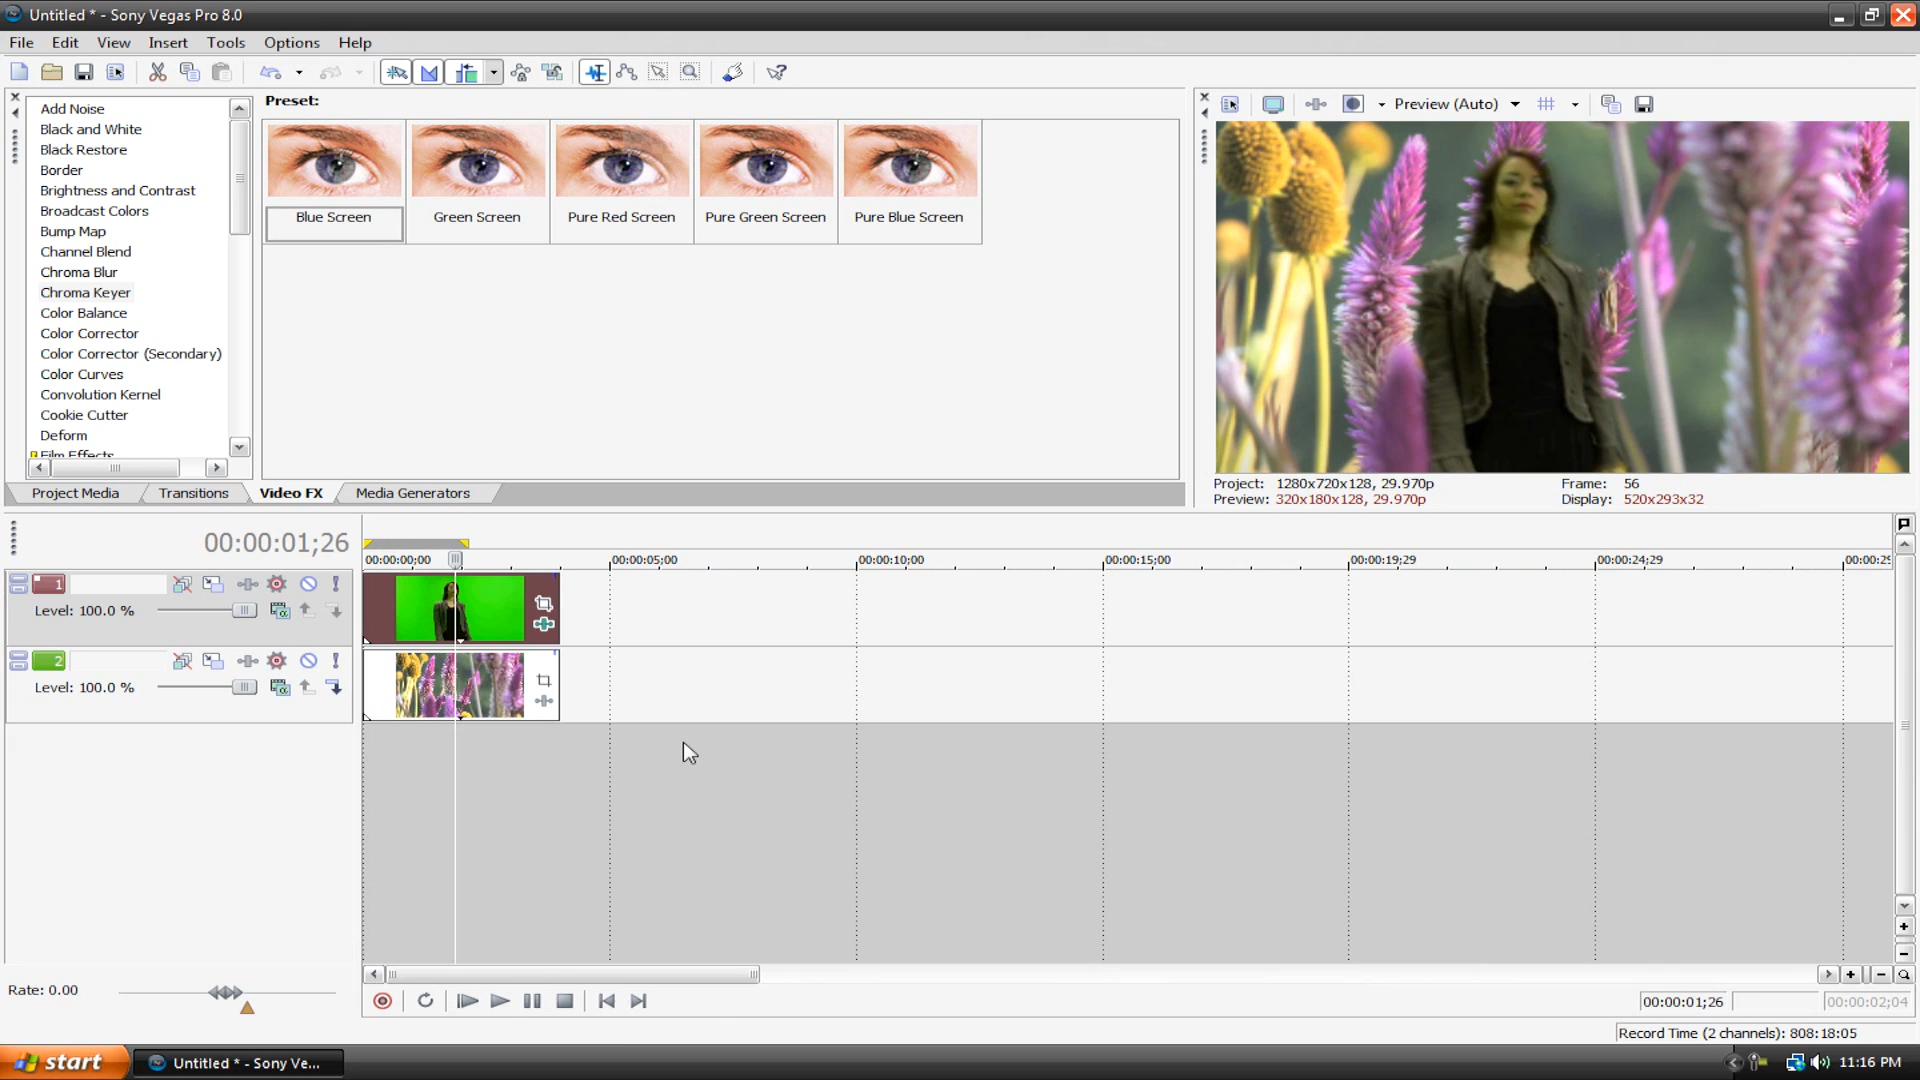 Untitled * - Sony Vegas Pro 8.0
File Edit View Insert Tools Options Help
Add Noise
Black and White
Black Restore
Border
Brightness and Contrast
Broadcast Colors
Bump Map
Channel Blend
Chroma Blur
Chroma Keyer
Color Balance
Color Corrector
Color Corrector (Secondary)
Color Curves
Convolution Kernel
Cookie Cutter
Deform
Film Effects
Preset:
Blue Screen Green Screen Pure Red Screen Pure Green Screen Pure Blue Screen
Preview (Auto)
Project: 1280x720x128, 29.970p Frame: 56
Preview: 320x180x128, 29.970p Display: 520x293x32
Project Media Transitions Video FX Media Generators
00:00:01;26
00:00:00;00 00:00:05;00 00:00:10;00 00:00:15;00 00:00:19;29 00:00:24;29 00:00:29
1
Level: 100.0 %
2
Level: 100.0 %
Rate: 0.00
00:00:01;26 00:00:02;04
Record Time (2 channels): 808:18:05
start Untitled * - Sony Ve... 11:16 PM